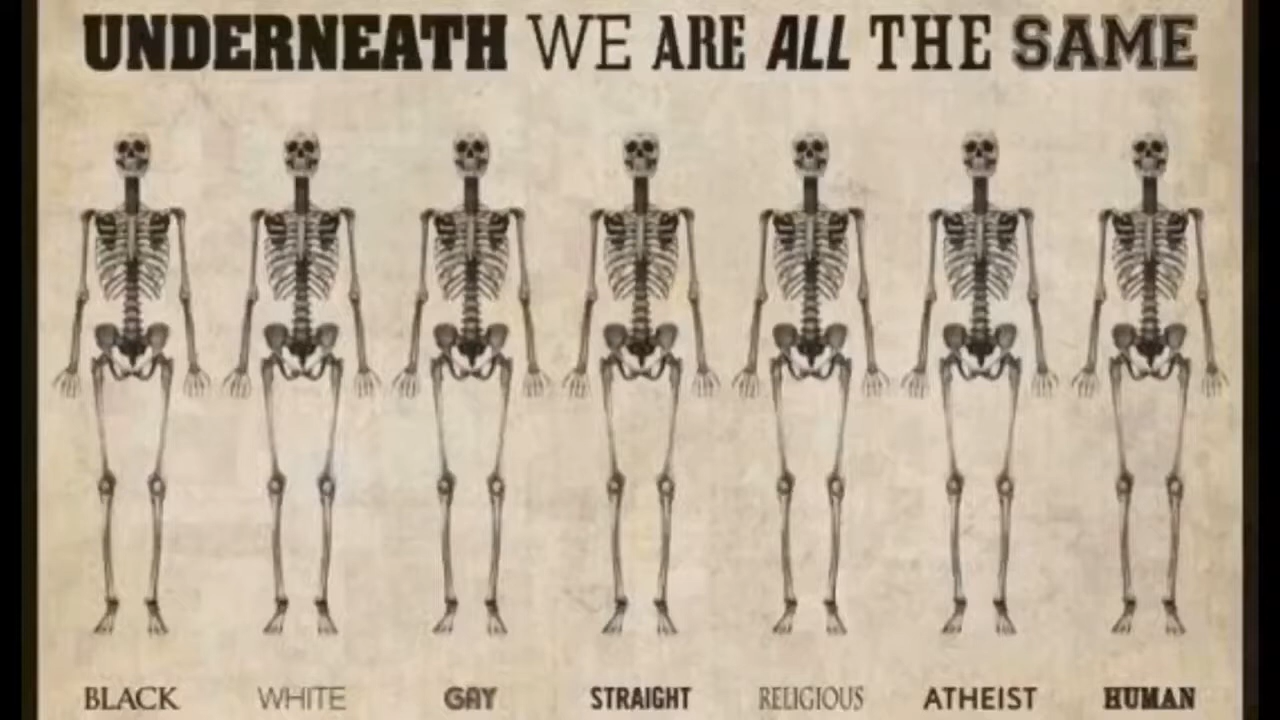 UNDERNEATH WE ARE ALL THE SAME
BLACK WHITE GAY STRAIGHT RELIGIOUS ATHEIST HUMAN